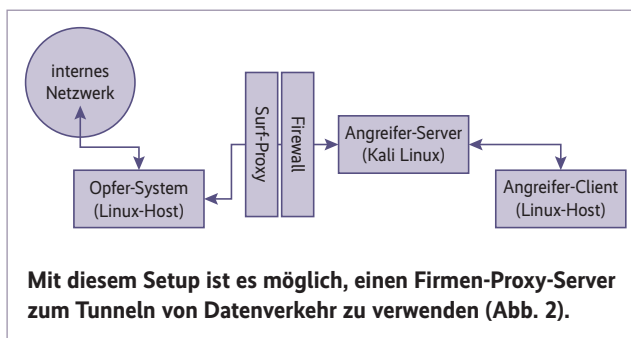 internes
Netzwerk
Surf-Proxy
Firewall
Angreifer-Server
(Kali Linux)
Opfer-System
(Linux-Host)
Angreifer-Client
(Linux-Host)
Mit diesem Setup ist es möglich, einen Firmen-Proxy-Server
zum Tunneln von Datenverkehr zu verwenden (Abb. 2).